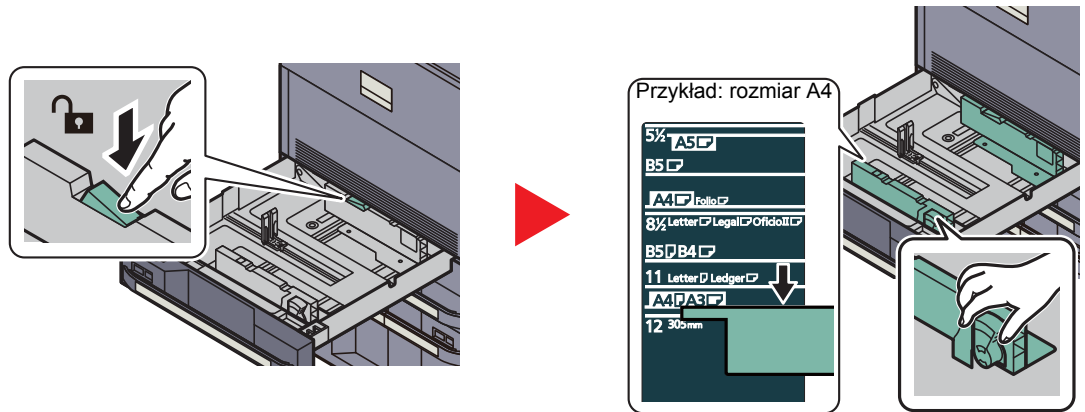 Przykład: rozmiar A4
5½ A5
B5
A4 Folio
8½ Letter Legal OficioII
B5 B4
11 Letter Ledger
A4 A3
12 305mm